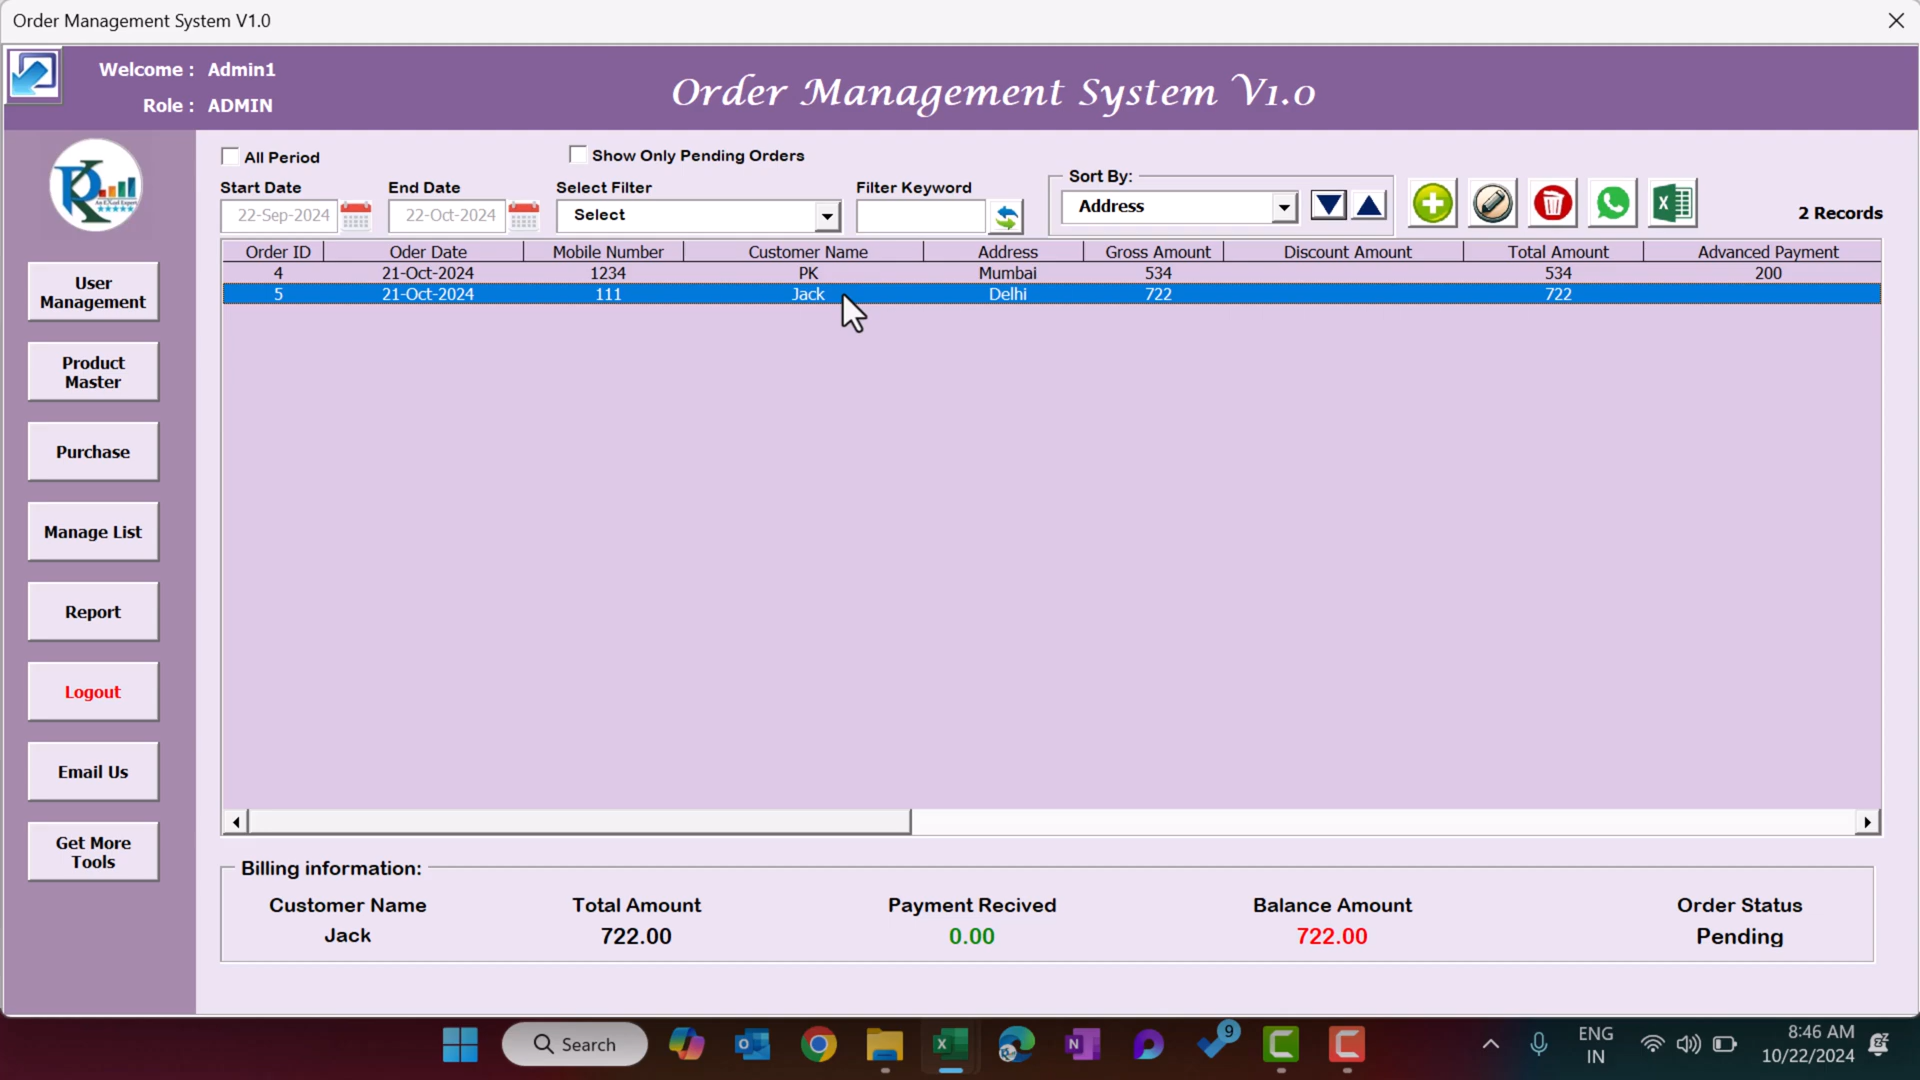 Order Management System V1.0
Welcome : Admin1
Role : ADMIN
Order Management System V1.0
All Period
Show Only Pending Orders
Start Date
End Date
Select Filter
Filter Keyword
Sort By:
22-Sep-2024
22-Oct-2024
Select
Address
2 Records
Order ID Oder Date Mobile Number Customer Name Address Gross Amount Discount Amount Total Amount Advanced Payment
4 21-Oct-2024 1234 PK Mumbai 534 534 200
5 21-Oct-2024 111 Jack Delhi 722 722
User
Management
Product
Master
Purchase
Manage List
Report
Logout
Email Us
Get More
Tools
Billing information:
Customer Name Total Amount Payment Recived Balance Amount Order Status
Jack 722.00 0.00 722.00 Pending
Search
9
ENG
IN
8:46 AM
10/22/2024